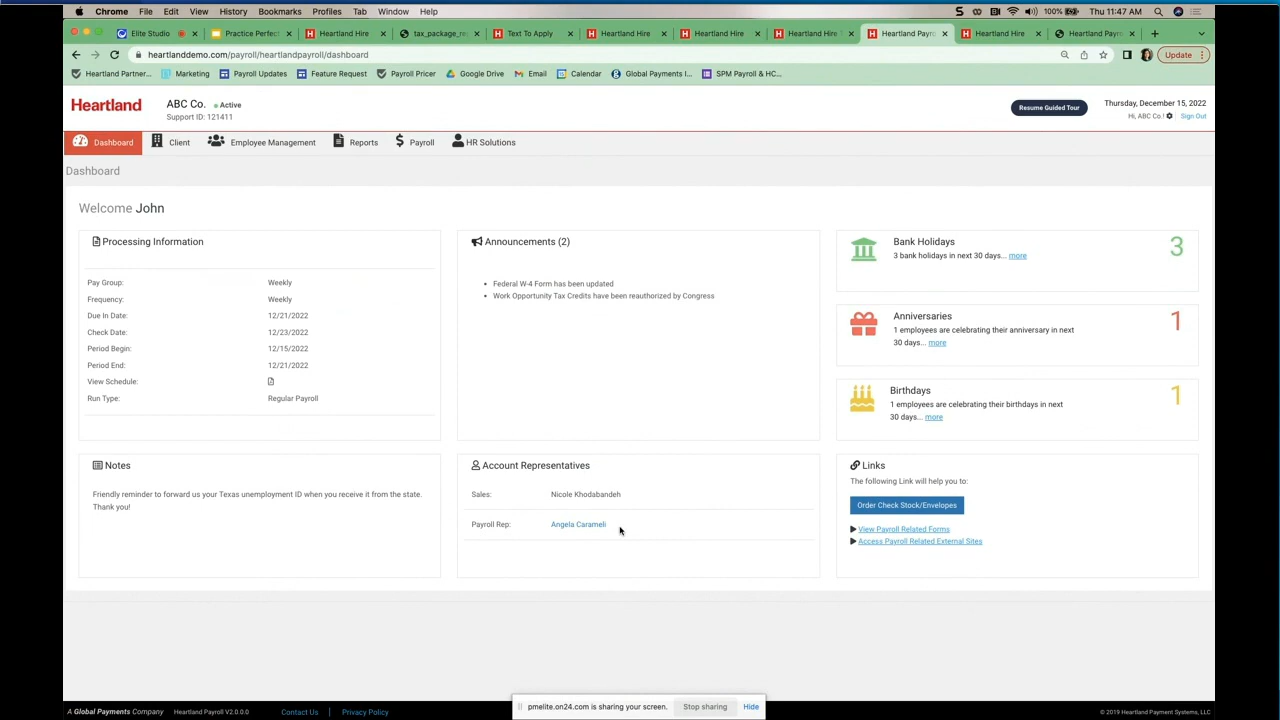 Chrome File Edit View History Bookmarks Profiles Tab Window Help 100% Thu 11:47 AM
Elite Studio Practice Perfect Heartland Hire tax_package_re Text To Apply Heartland Hire Heartland Hire Heartland Hire Heartland Payro Heartland Hire Heartland Payro
heartlanddemo.com/payroll/heartlandpayroll/dashboard Update
Heartland Partner... Marketing Payroll Updates Feature Request Payroll Pricer Google Drive Email Calendar Global Payments I... SPM Payroll & HC...
Heartland ABC Co. Active
Support ID: 121411
Resume Guided Tour
Thursday, December 15, 2022
Hi, ABC Co.! Sign Out
Dashboard Client Employee Management Reports Payroll HR Solutions
Dashboard
Welcome John
Processing Information
Pay Group: Weekly
Frequency: Weekly
Due In Date: 12/21/2022
Check Date: 12/23/2022
Period Begin: 12/15/2022
Period End: 12/21/2022
View Schedule:
Run Type: Regular Payroll
Announcements (2)
Federal W-4 Form has been updated
Work Opportunity Tax Credits have been reauthorized by Congress
Bank Holidays 3
3 bank holidays in next 30 days... more
Anniversaries 1
1 employees are celebrating their anniversary in next
30 days... more
Birthdays 1
1 employees are celebrating their birthdays in next
30 days... more
Notes
Friendly reminder to forward us your Texas unemployment ID when you receive it from the state.
Thank you!
Account Representatives
Sales: Nicole Khodabandeh
Payroll Rep: Angela Carameli
Links
The following Link will help you to:
Order Check Stock/Envelopes
View Payroll Related Forms
Access Payroll Related External Sites
pmelite.on24.com is sharing your screen. Stop sharing Hide
A Global Payments Company Heartland Payroll V2.0.0.0 Contact Us | Privacy Policy © 2019 Heartland Payment Systems, LLC